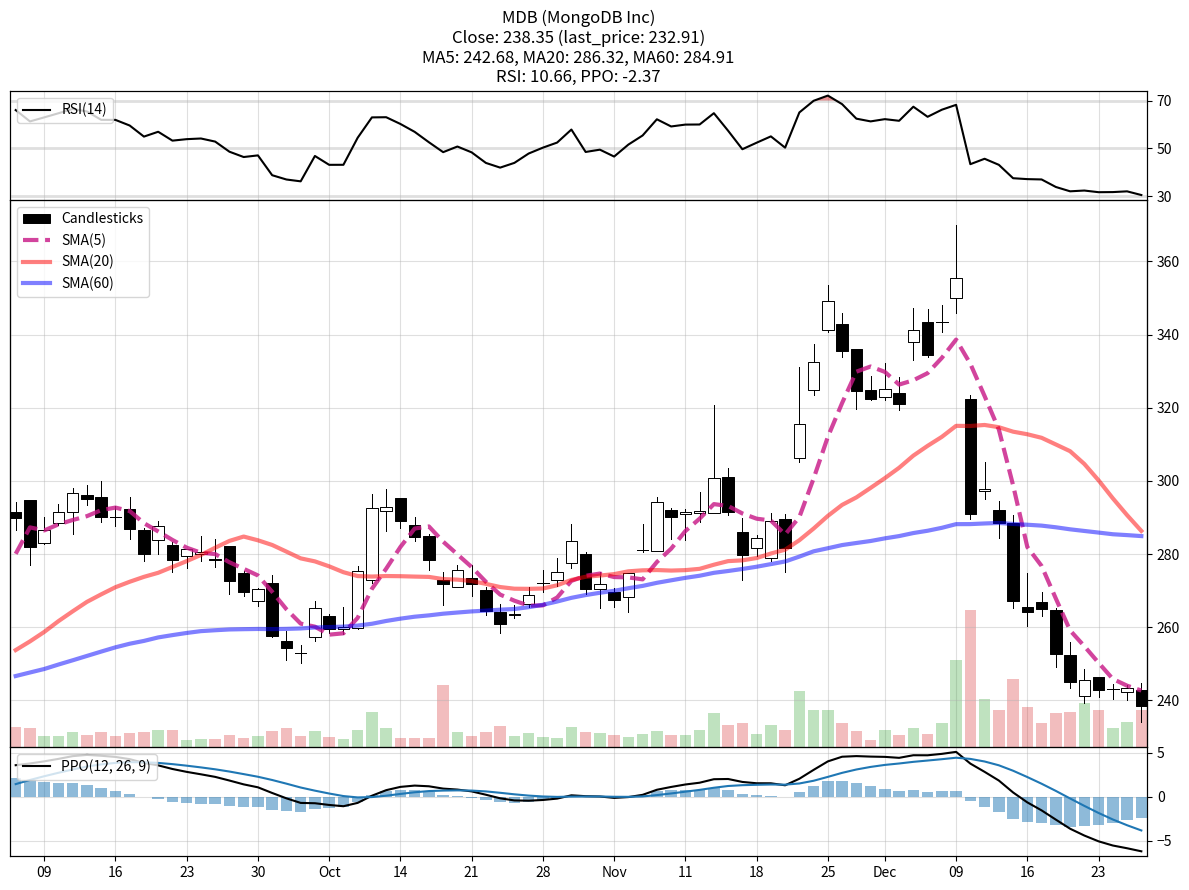 MDB (MongoDB Inc)
Close: 238.35 (last_price: 232.91)
MA5: 242.68, MA20: 286.32, MA60: 284.91
RSI: 10.66, PPO: -2.37
RSI(14)
70
50
30
Candlesticks
SMA(5)
SMA(20)
SMA(60)
360
340
320
300
280
260
240
PPO(12, 26, 9)
5
0
−5
09 16 23 30 Oct 14 21 28 Nov 11 18 25 Dec 09 16 23